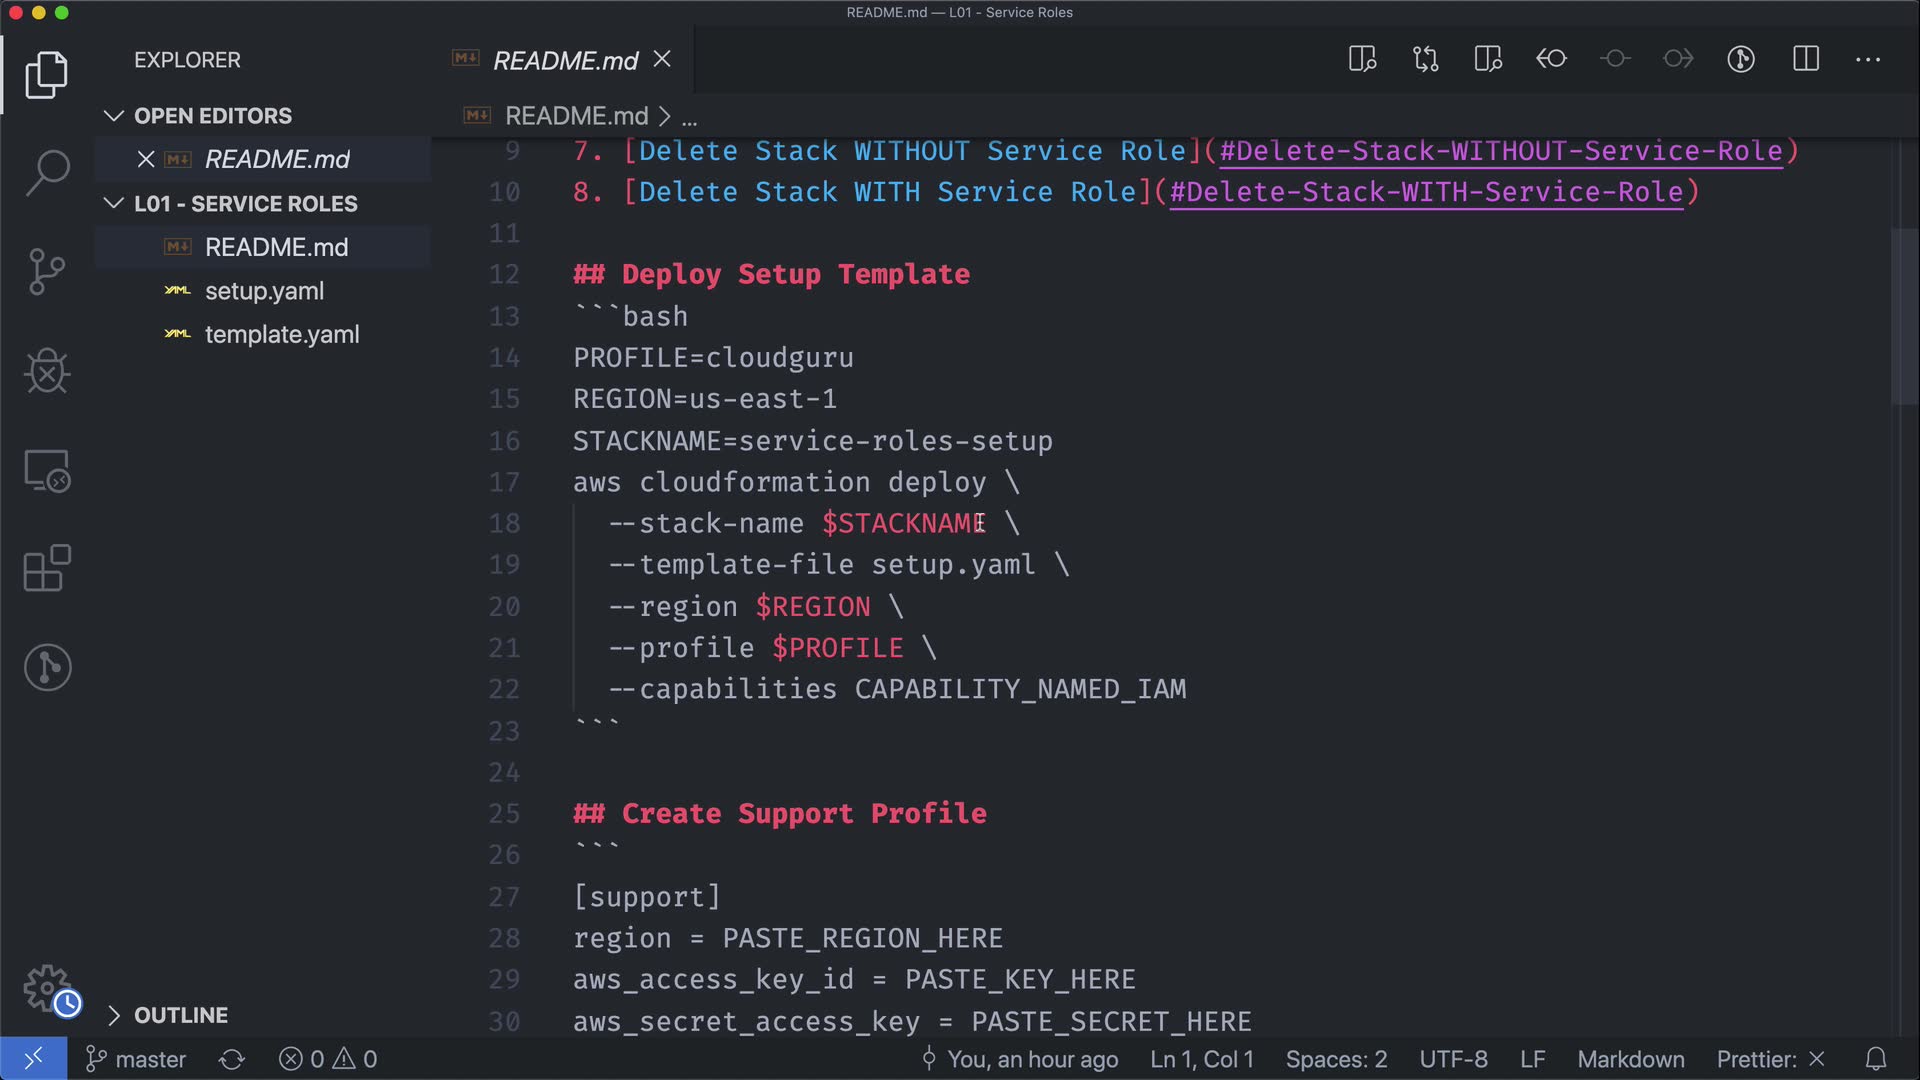 README.md — L01 - Service Roles
EXPLORER
OPEN EDITORS
README.md
L01 - SERVICE ROLES
README.md
setup.yaml
template.yaml
OUTLINE
README.md
README.md > ...
9 7. [Delete Stack WITHOUT Service Role](#Delete-Stack-WITHOUT-Service-Role)
10 8. [Delete Stack WITH Service Role](#Delete-Stack-WITH-Service-Role)
11
12 ## Deploy Setup Template
13 ```bash
14 PROFILE=cloudguru
15 REGION=us-east-1
16 STACKNAME=service-roles-setup
17 aws cloudformation deploy \
18 --stack-name $STACKNAME \
19 --template-file setup.yaml \
20 --region $REGION \
21 --profile $PROFILE \
22 --capabilities CAPABILITY_NAMED_IAM
23 ```
24
25 ## Create Support Profile
26 ```
27 [support]
28 region = PASTE_REGION_HERE
29 aws_access_key_id = PASTE_KEY_HERE
30 aws_secret_access_key = PASTE_SECRET_HERE
master 0 0 You, an hour ago Ln 1, Col 1 Spaces: 2 UTF-8 LF Markdown Prettier: ×